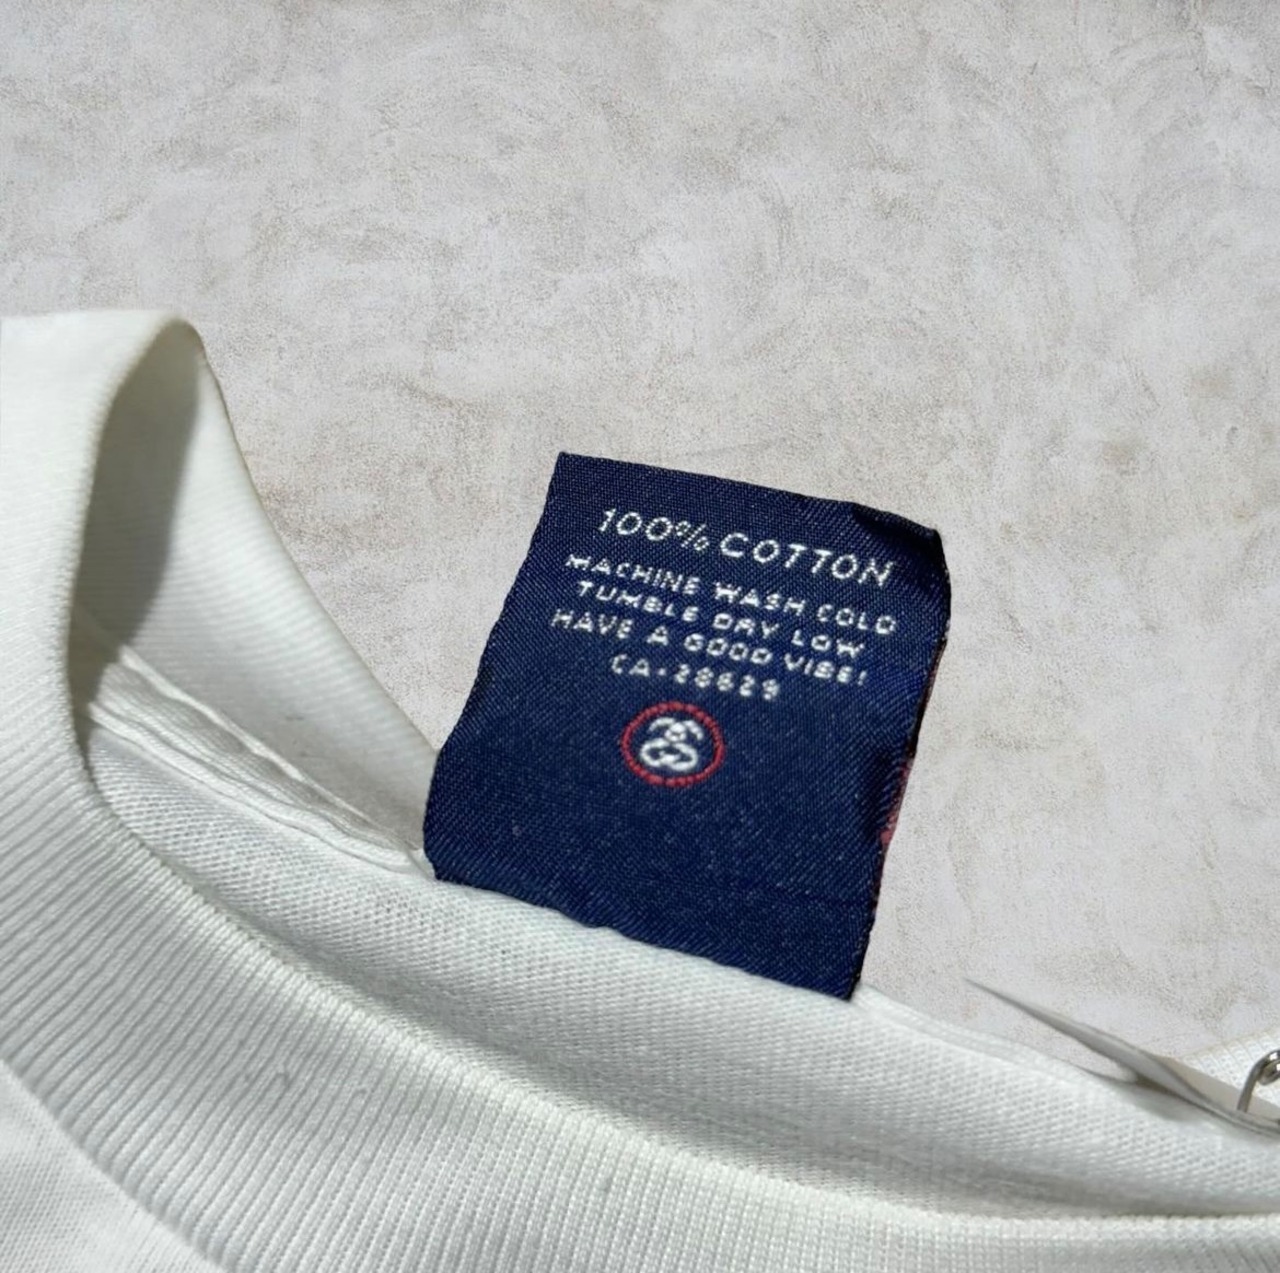 100% COTTON
MACHINE WASH COLD
TUMBLE DRY LOW
HAVE A GOOD VIBE!
CA-28629